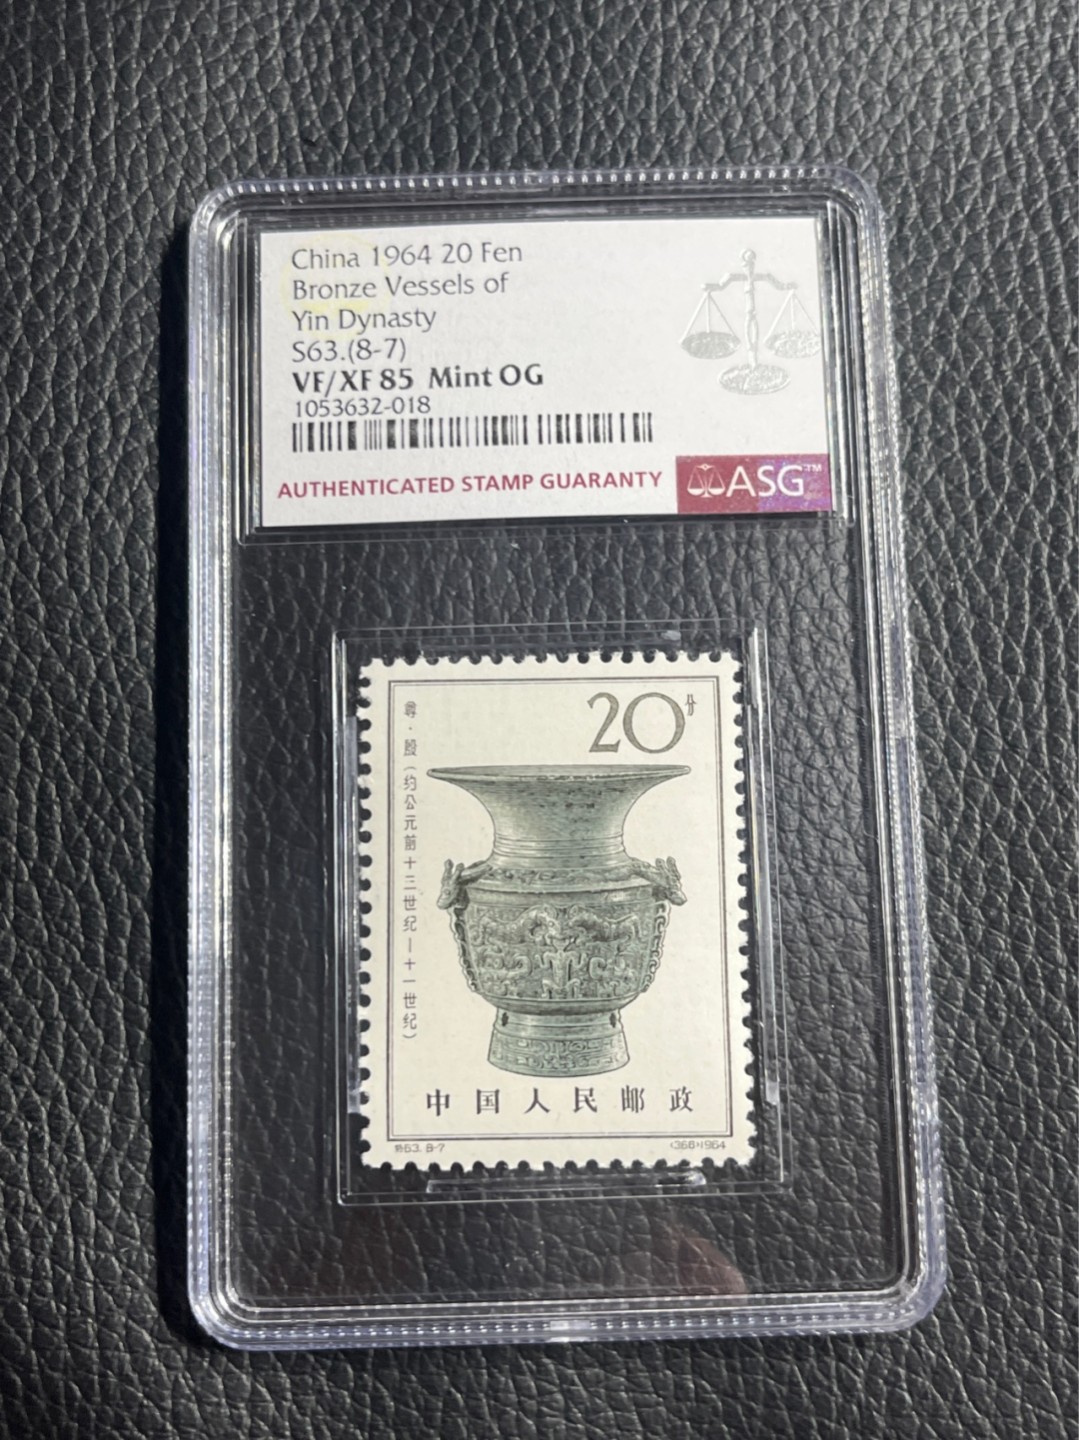 China 1964 20 Fen
Bronze Vessels of
Yin Dynasty
S63.(8-7)
VF/XF 85 Mint OG
1053632-018
AUTHENTICATED STAMP GUARANTY
ASG™
20分
尊·殷（约公元前十三世纪—十一世纪）
中国人民邮政
特63.8-7
(366)1964